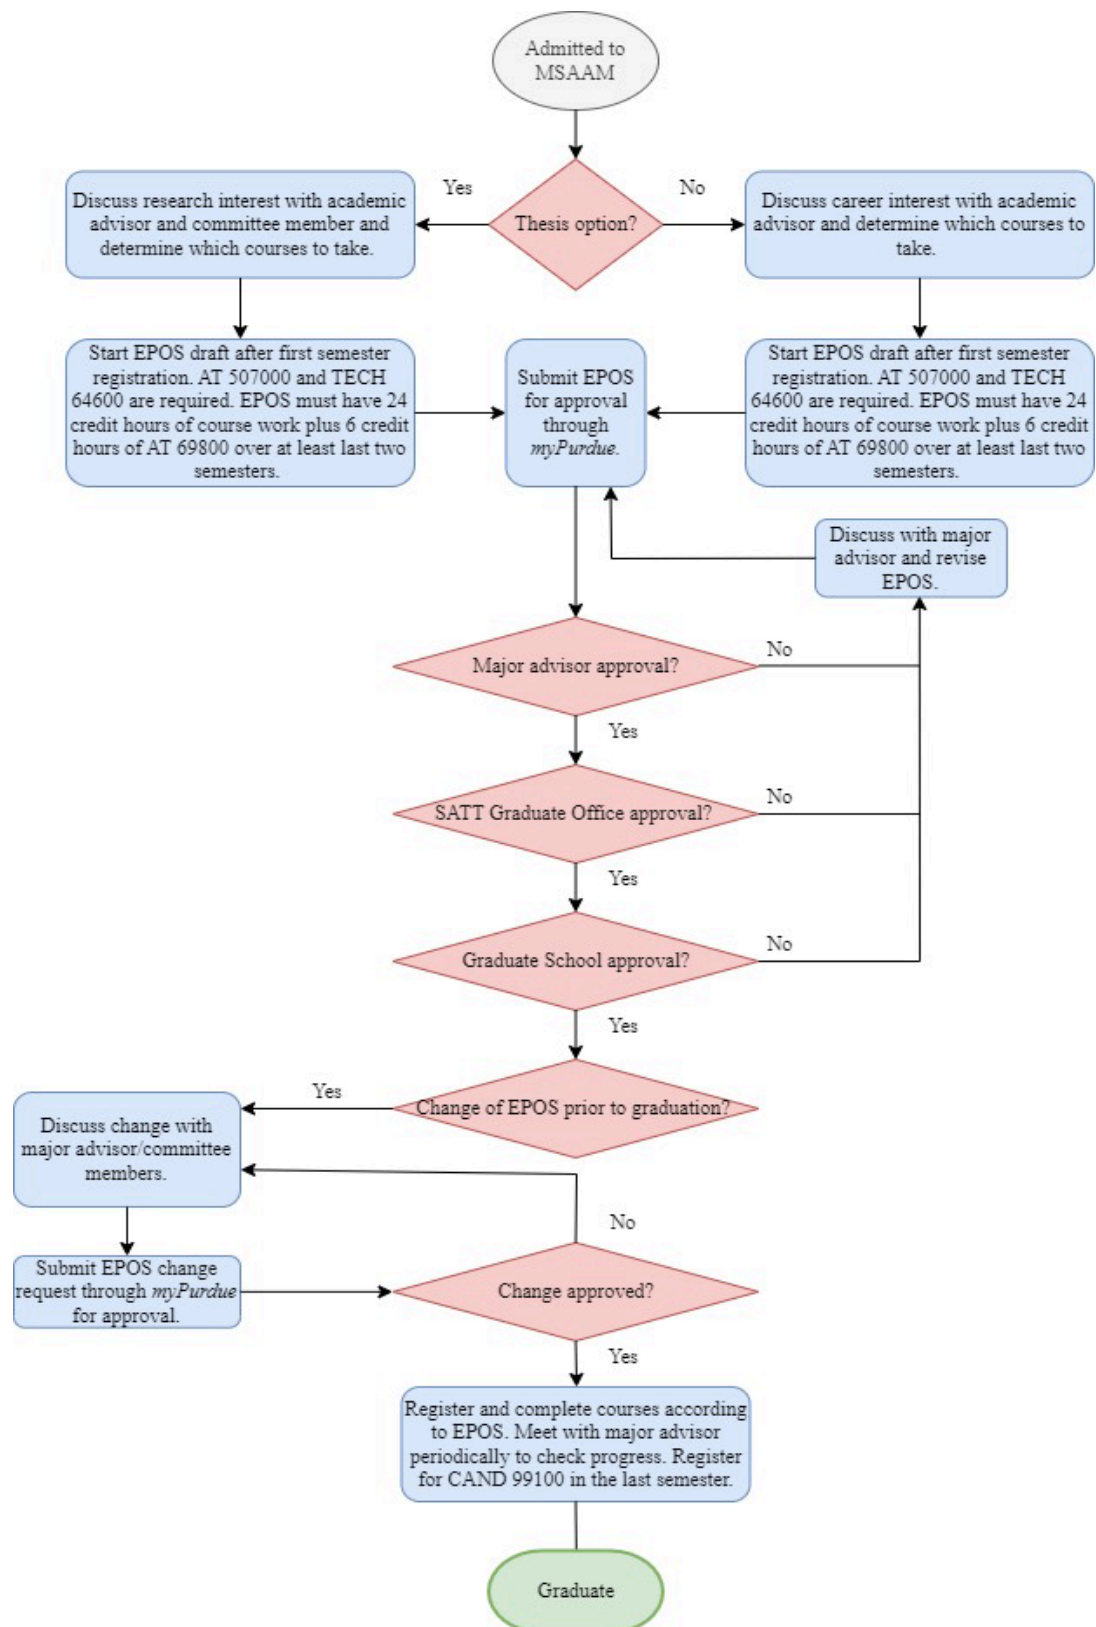 Admitted to
MSAAM
Thesis option?
Yes
No
Discuss research interest with academic
advisor and committee member and
determine which courses to take.
Discuss career interest with academic
advisor and determine which courses to
take.
Start EPOS draft after first semester
registration. AT 507000 and TECH
64600 are required. EPOS must have 24
credit hours of course work plus 6 credit
hours of AT 69800 over at least last two
semesters.
Submit EPOS
for approval
through
myPurdue.
Start EPOS draft after first semester
registration. AT 507000 and TECH
64600 are required. EPOS must have 24
credit hours of course work plus 6 credit
hours of AT 69800 over at least last two
semesters.
Discuss with major
advisor and revise
EPOS.
Major advisor approval?
No
Yes
SATT Graduate Office approval?
No
Yes
Graduate School approval?
No
Yes
Change of EPOS prior to graduation?
Yes
Discuss change with
major advisor/committee
members.
No
Submit EPOS change
request through myPurdue
for approval.
Change approved?
Yes
Register and complete courses according
to EPOS. Meet with major advisor
periodically to check progress. Register
for CAND 99100 in the last semester.
Graduate